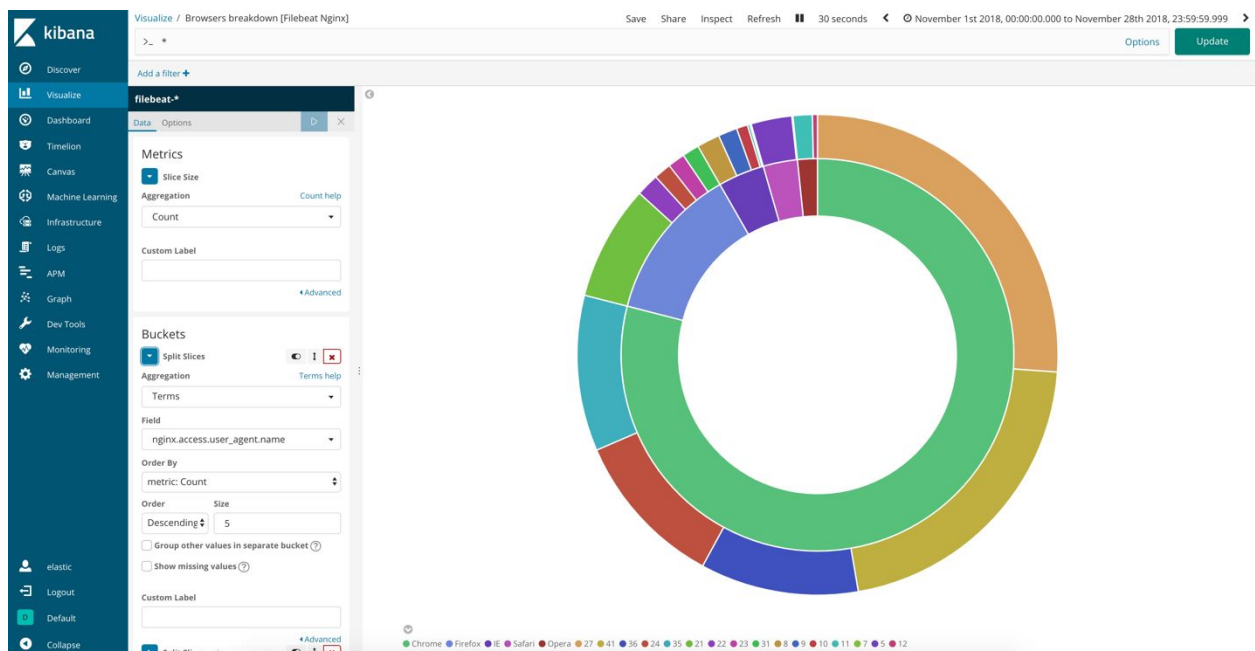 kibana
Discover
Visualize
Dashboard
Timelion
Canvas
Machine Learning
Infrastructure
Logs
APM
Graph
Dev Tools
Monitoring
Management
elastic
Logout
D Default
Collapse
Visualize / Browsers breakdown [Filebeat Nginx]
Save Share Inspect Refresh 30 seconds November 1st 2018, 00:00:00.000 to November 28th 2018, 23:59:59.999
>_ *
Options Update
Add a filter +
filebeat-*
Data Options
Metrics
Slice Size
Aggregation Count help
Count
Custom Label
Advanced
Buckets
Split Slices
Aggregation Terms help
Terms
Field
nginx.access.user_agent.name
Order By
metric: Count
Order Size
Descending 5
Group other values in separate bucket ?
Show missing values ?
Custom Label
Advanced
Chrome Firefox IE Safari Opera 27 41 36 24 35 21 22 23 31 8 9 10 11 7 5 12